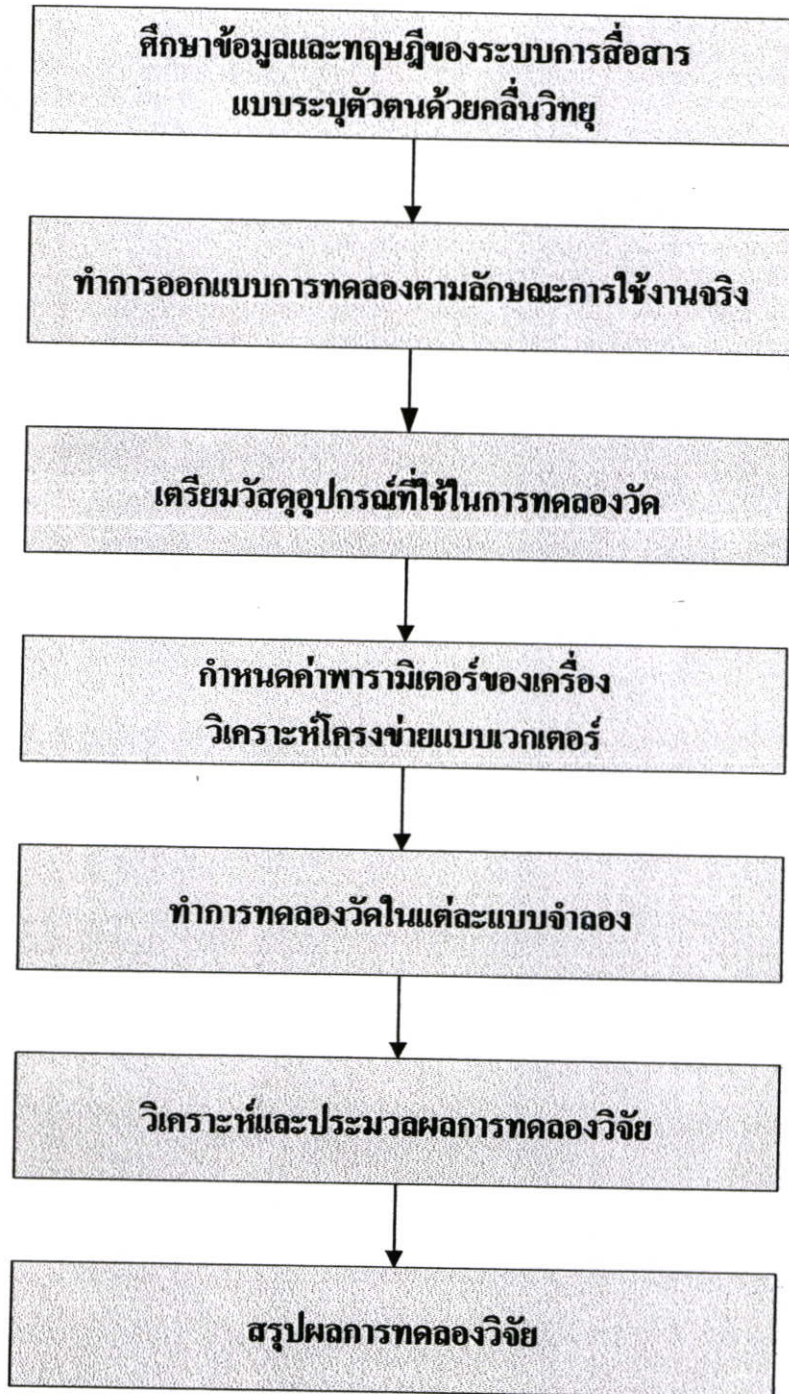 ศึกษาข้อมูลและทฤษฎีของระบบการสื่อสาร
แบบระบุตัวตนด้วยคลื่นวิทยุ
ทำการออกแบบการทดลองตามลักษณะการใช้งานจริง
เตรียมวัสดุอุปกรณ์ที่ใช้ในการทดลองวัด
กำหนดค่าพารามิเตอร์ของเครื่อง
วิเคราะห์โครงข่ายแบบเวกเตอร์
ทำการทดลองวัดในแต่ละแบบจำลอง
วิเคราะห์และประมวลผลการทดลองวิจัย
สรุปผลการทดลองวิจัย